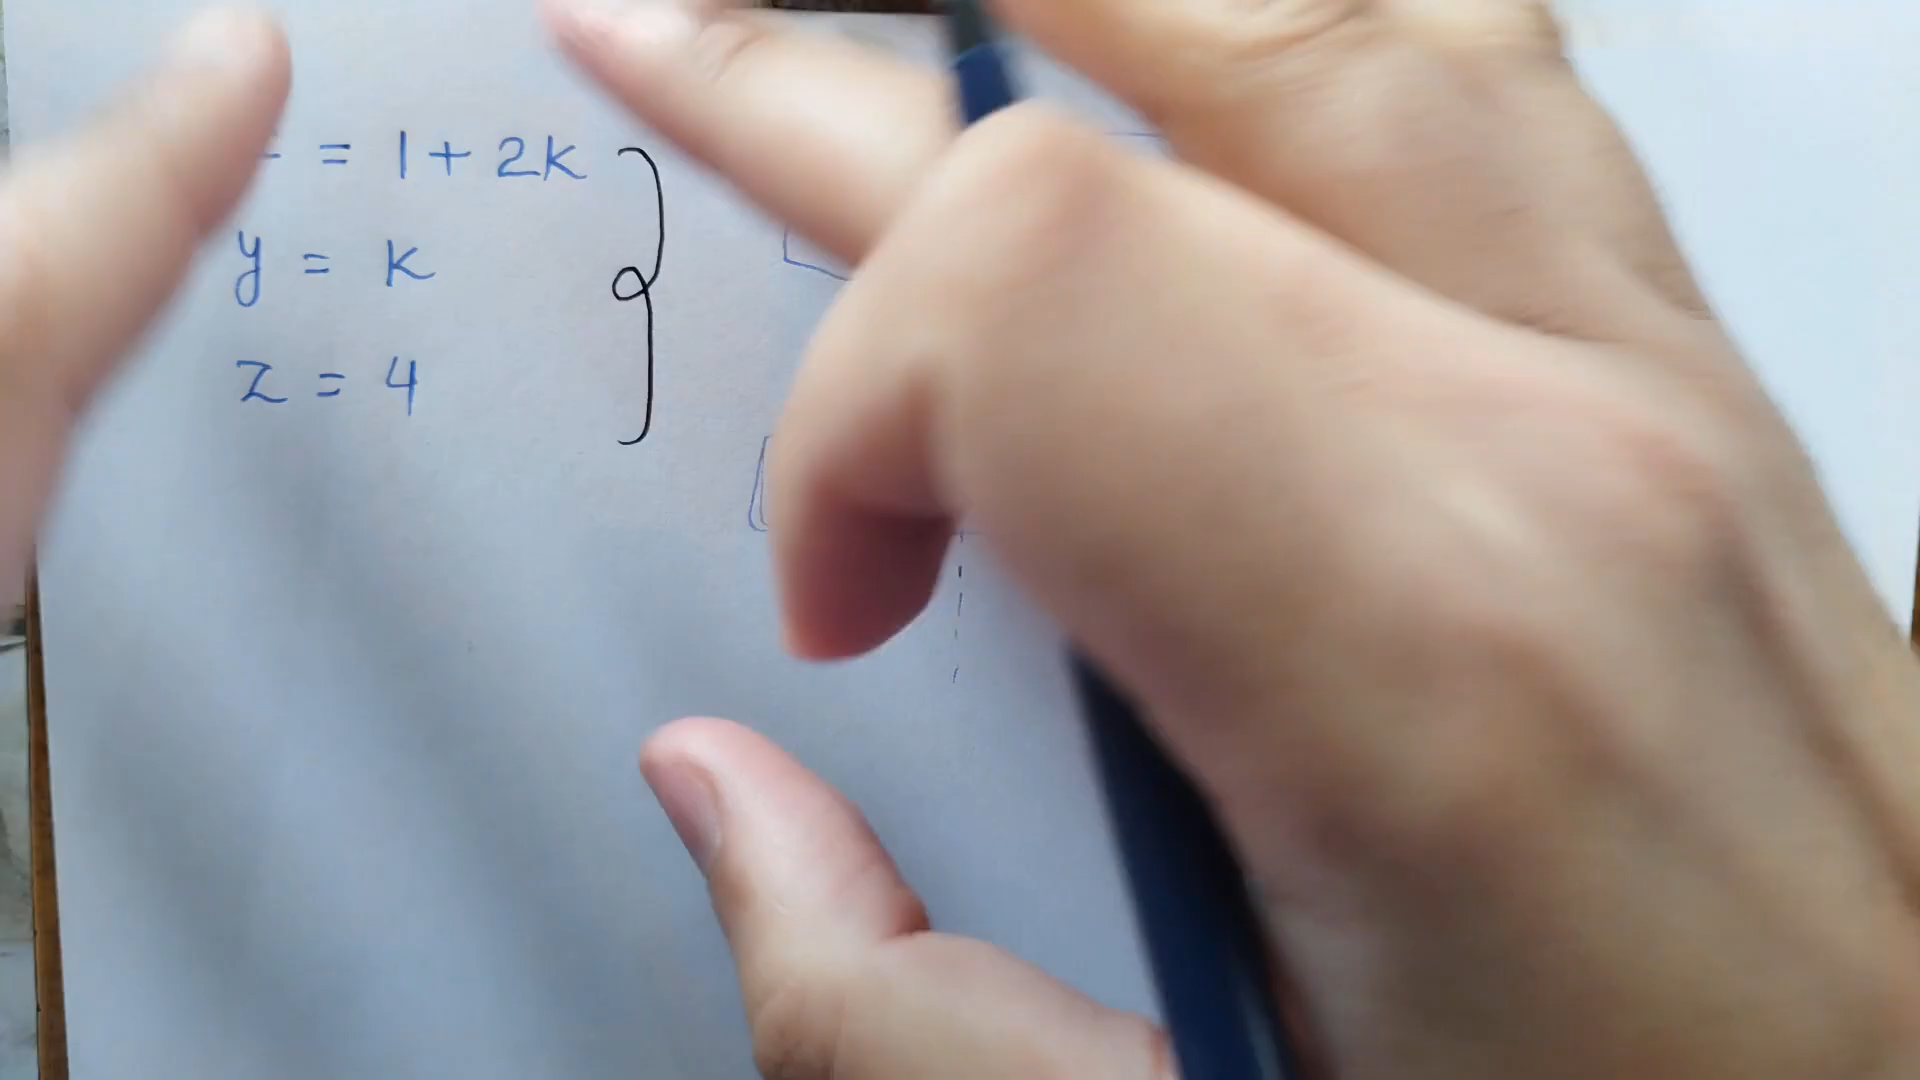 = 1 + 2k
y = k
z = 4